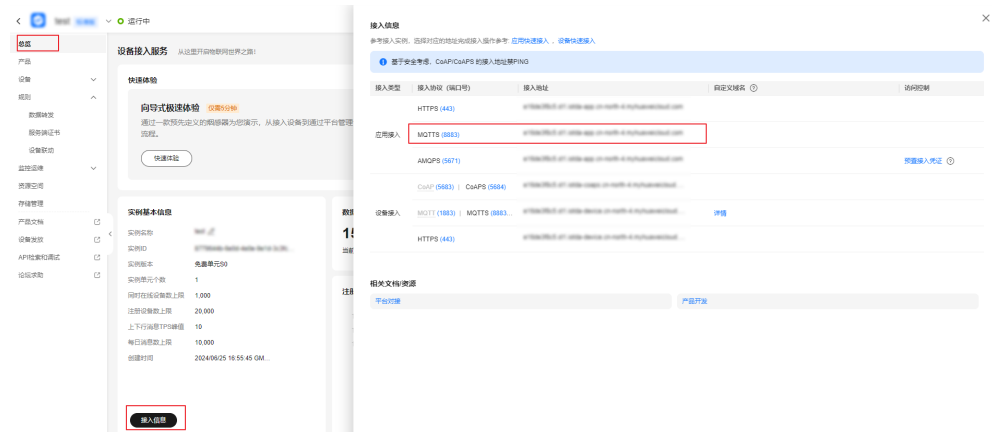 运行中
总览
产品
设备
规则
数据转发
服务端证书
设备联动
监控运维
资源空间
存储管理
产品文档
设备发放
API检索和调试
论坛求助
设备接入服务 从这里开启物联网世界之旅!
快速体验
向导式极速体验 仅需5分钟
通过一款预先定义的烟感器为您演示，从接入设备到通过平台管理
流程。
快速体验
实例基本信息
实例名称 test
实例ID
实例版本 免费单元S0
实例单元个数 1
同时在线设备数上限 1,000
注册设备数上限 20,000
上下行消息TPS峰值 10
每日消息数上限 10,000
创建时间 2024/06/25 16:55:45 GM...
接入信息
数据
当前
注册
接入信息
参考接入实例、选择对应的地址完成接入操作参考: 应用快速接入 , 设备快速接入
基于安全考虑、CoAP/CoAPS 的接入地址禁PING
接入类型 接入协议 (端口号) 接入地址 自定义域名 访问控制
HTTPS (443)
应用接入 MQTTS (8883)
AMQPS (5671) 预置接入凭证
CoAP (5683) | CoAPS (5684)
设备接入 MQTT (1883) | MQTTS (8883... 详情
HTTPS (443)
相关文档/资源
平台对接 产品开发